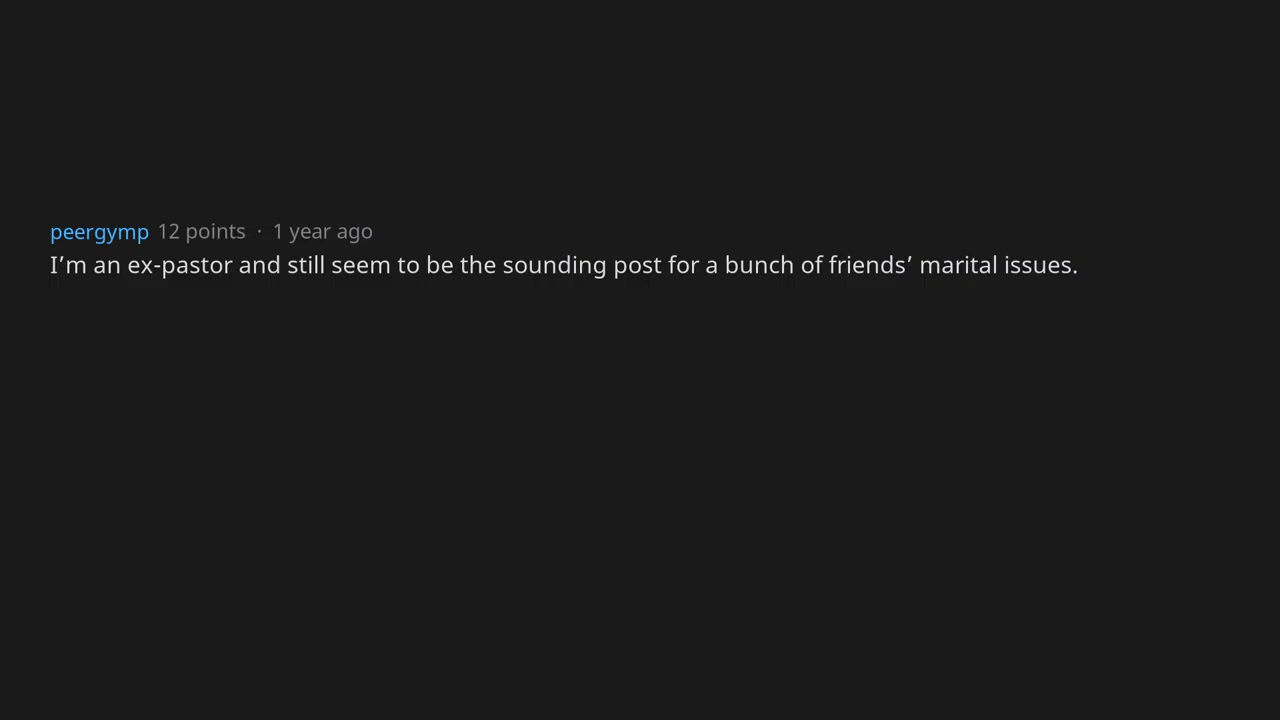 peergymp 12 points · 1 year ago
I’m an ex-pastor and still seem to be the sounding post for a bunch of friends’ marital issues.